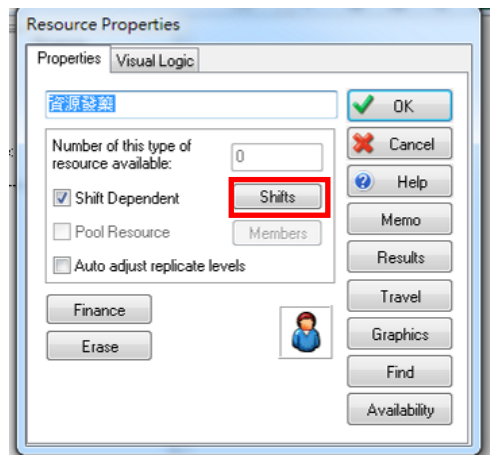 Resource Properties
Properties Visual Logic
資源發藥
Number of this type of
resource available:
0
Shift Dependent
Shifts
Pool Resource
Members
Auto adjust replicate levels
Finance
Erase
OK
Cancel
Help
Memo
Results
Travel
Graphics
Find
Availability